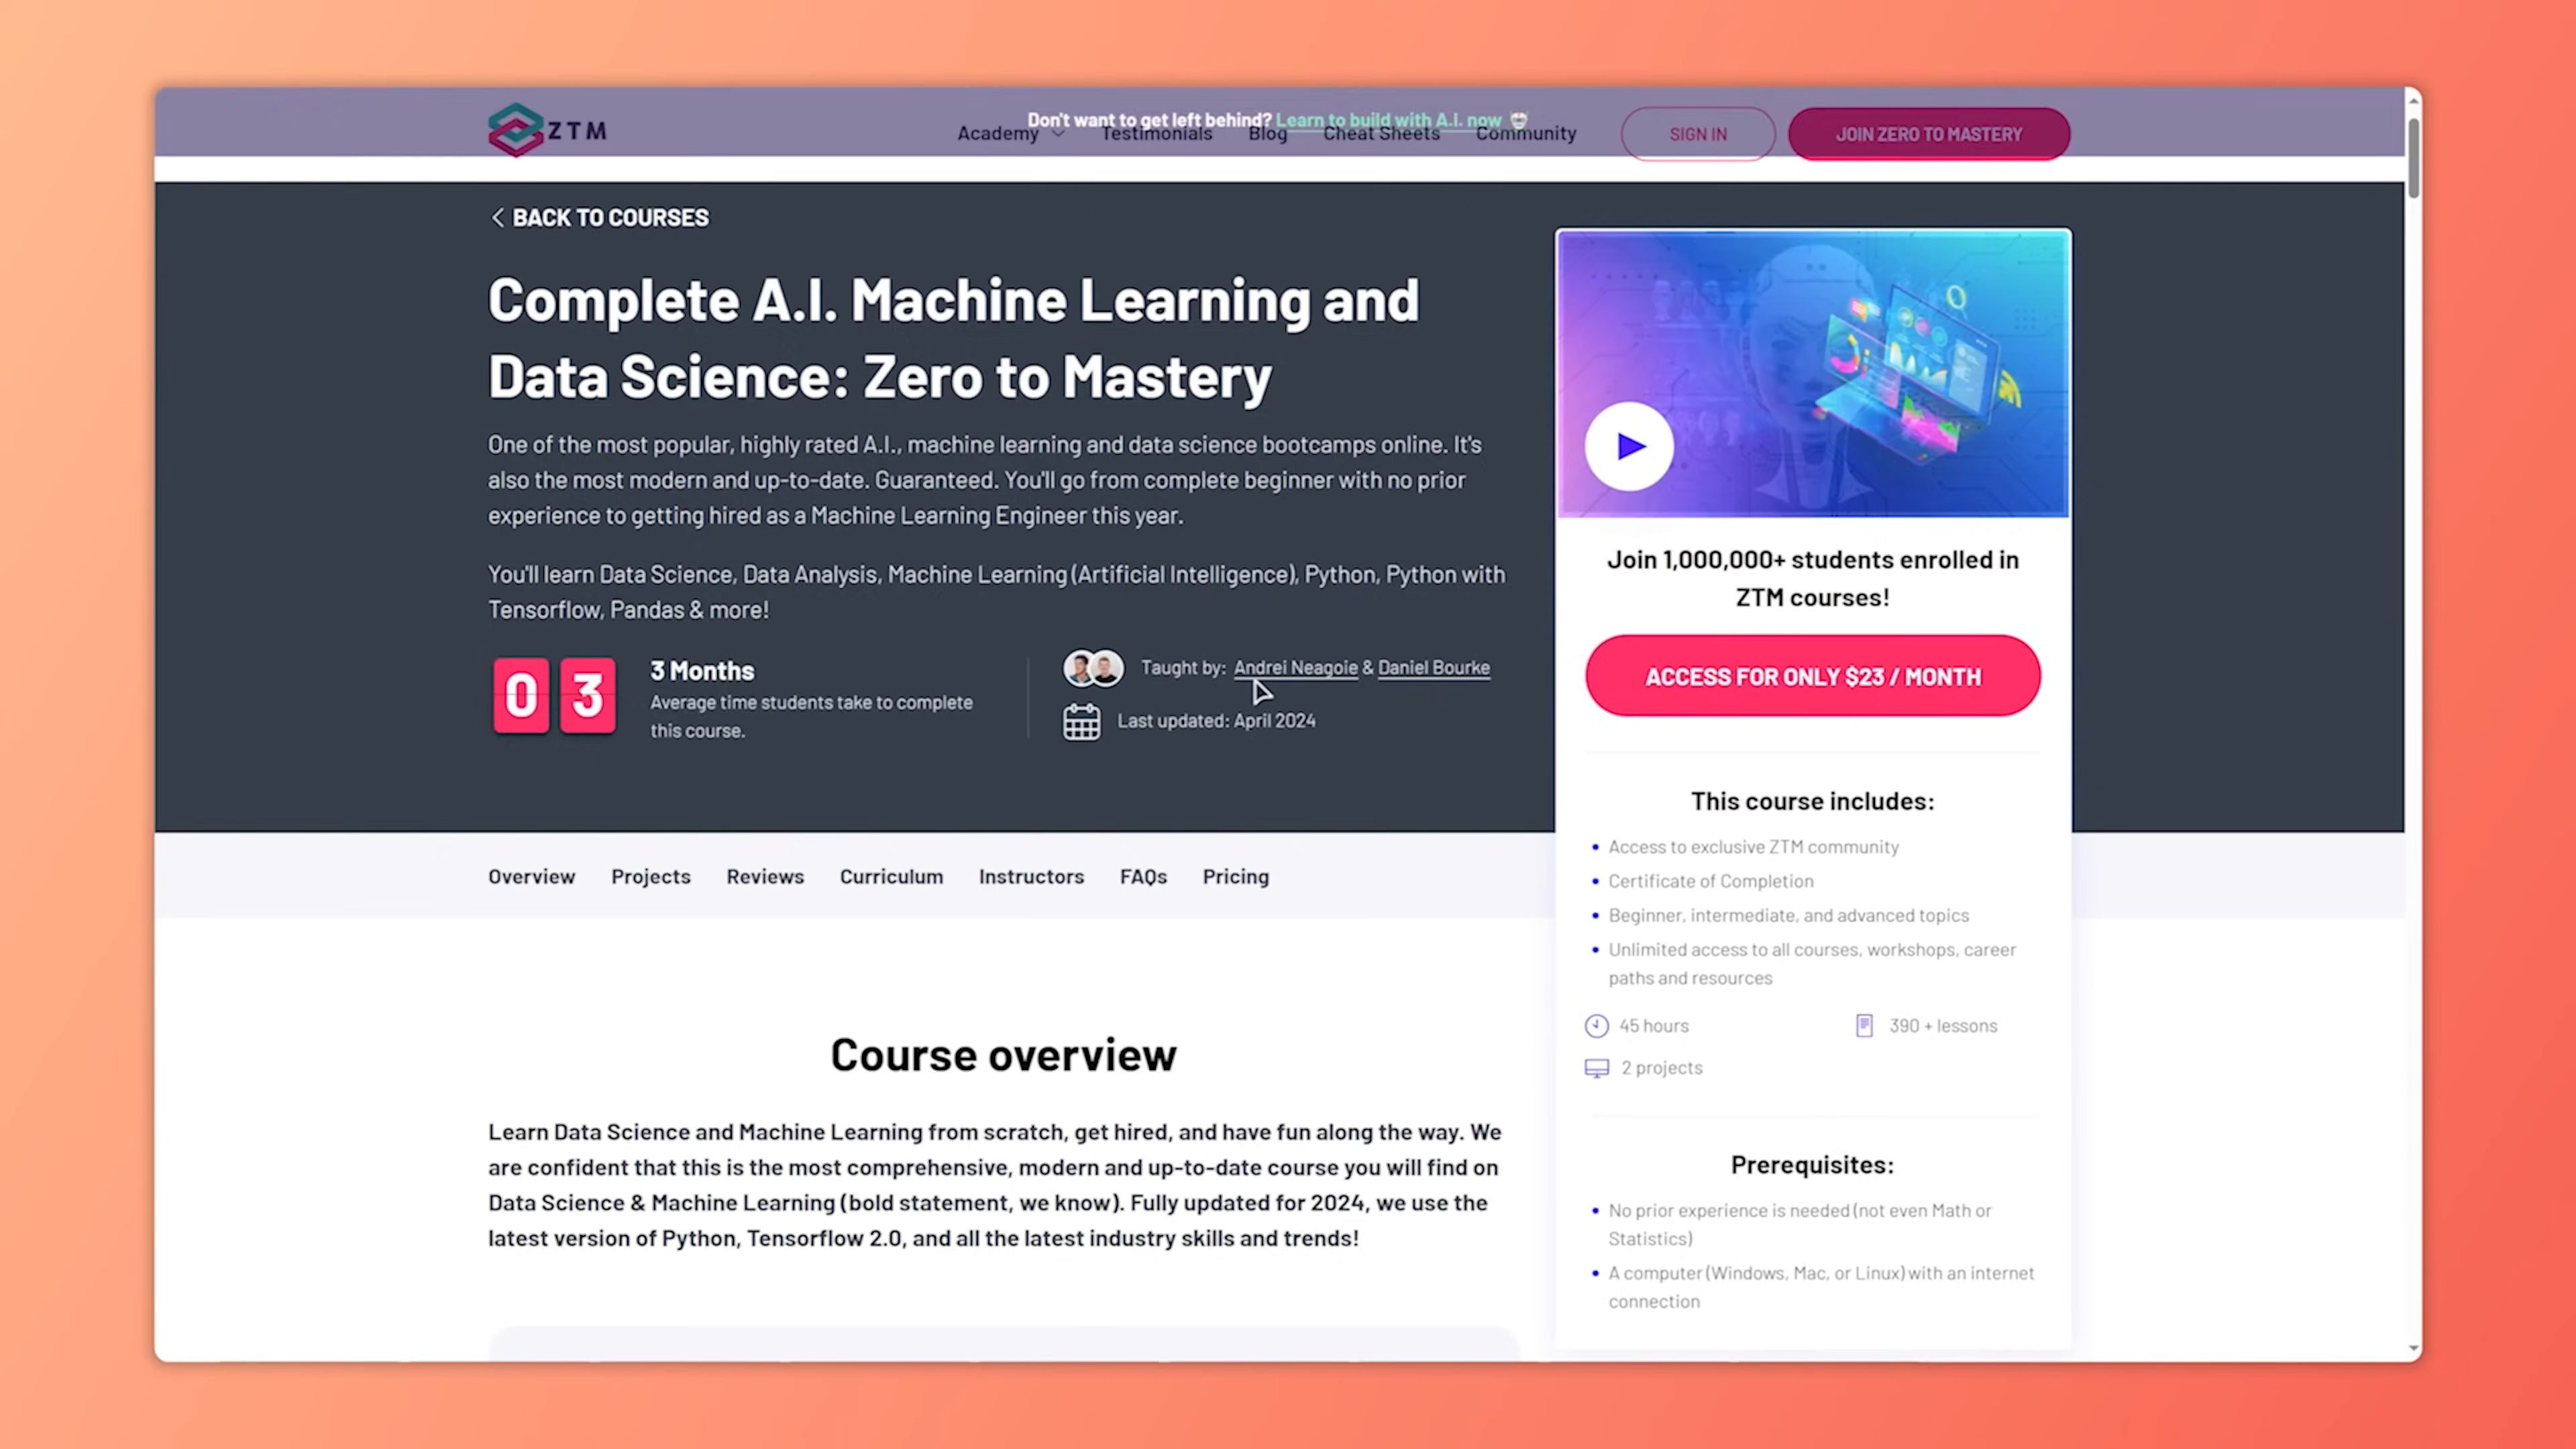 Don't want to get left behind? Learn to build with A.I. now
ZTM
Academy Testimonials Blog Cheat Sheets Community SIGN IN JOIN ZERO TO MASTERY
BACK TO COURSES
Complete A.I. Machine Learning and
Data Science: Zero to Mastery
One of the most popular, highly rated A.I., machine learning and data science bootcamps online. It's
also the most modern and up-to-date. Guaranteed. You'll go from complete beginner with no prior
experience to getting hired as a Machine Learning Engineer this year.
You'll learn Data Science, Data Analysis, Machine Learning (Artificial Intelligence), Python, Python with
Tensorflow, Pandas & more!
03
3 Months
Average time students take to complete
this course.
Taught by: Andrei Neagoie & Daniel Bourke
Last updated: April 2024
Join 1,000,000+ students enrolled in
ZTM courses!
ACCESS FOR ONLY $23 / MONTH
This course includes:
Access to exclusive ZTM community
Certificate of Completion
Beginner, intermediate, and advanced topics
Unlimited access to all courses, workshops, career
paths and resources
45 hours
390 + lessons
2 projects
Prerequisites:
No prior experience is needed (not even Math or
Statistics)
A computer (Windows, Mac, or Linux) with an internet
connection
Overview Projects Reviews Curriculum Instructors FAQs Pricing
Course overview
Learn Data Science and Machine Learning from scratch, get hired, and have fun along the way. We
are confident that this is the most comprehensive, modern and up-to-date course you will find on
Data Science & Machine Learning (bold statement, we know). Fully updated for 2024, we use the
latest version of Python, Tensorflow 2.0, and all the latest industry skills and trends!